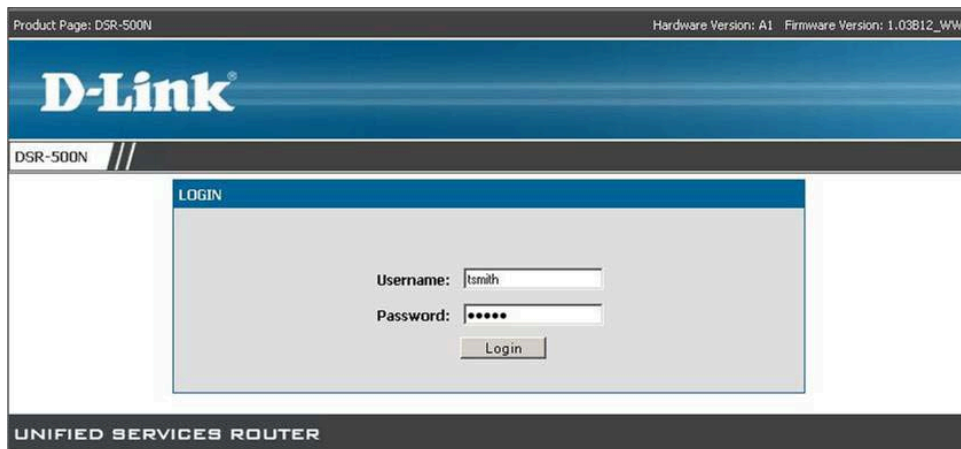 Product Page: DSR-500N Hardware Version: A1 Firmware Version: 1.03B12_WW
D-Link®
DSR-500N
LOGIN
Username: tsmith
Password: •••••
Login
UNIFIED SERVICES ROUTER